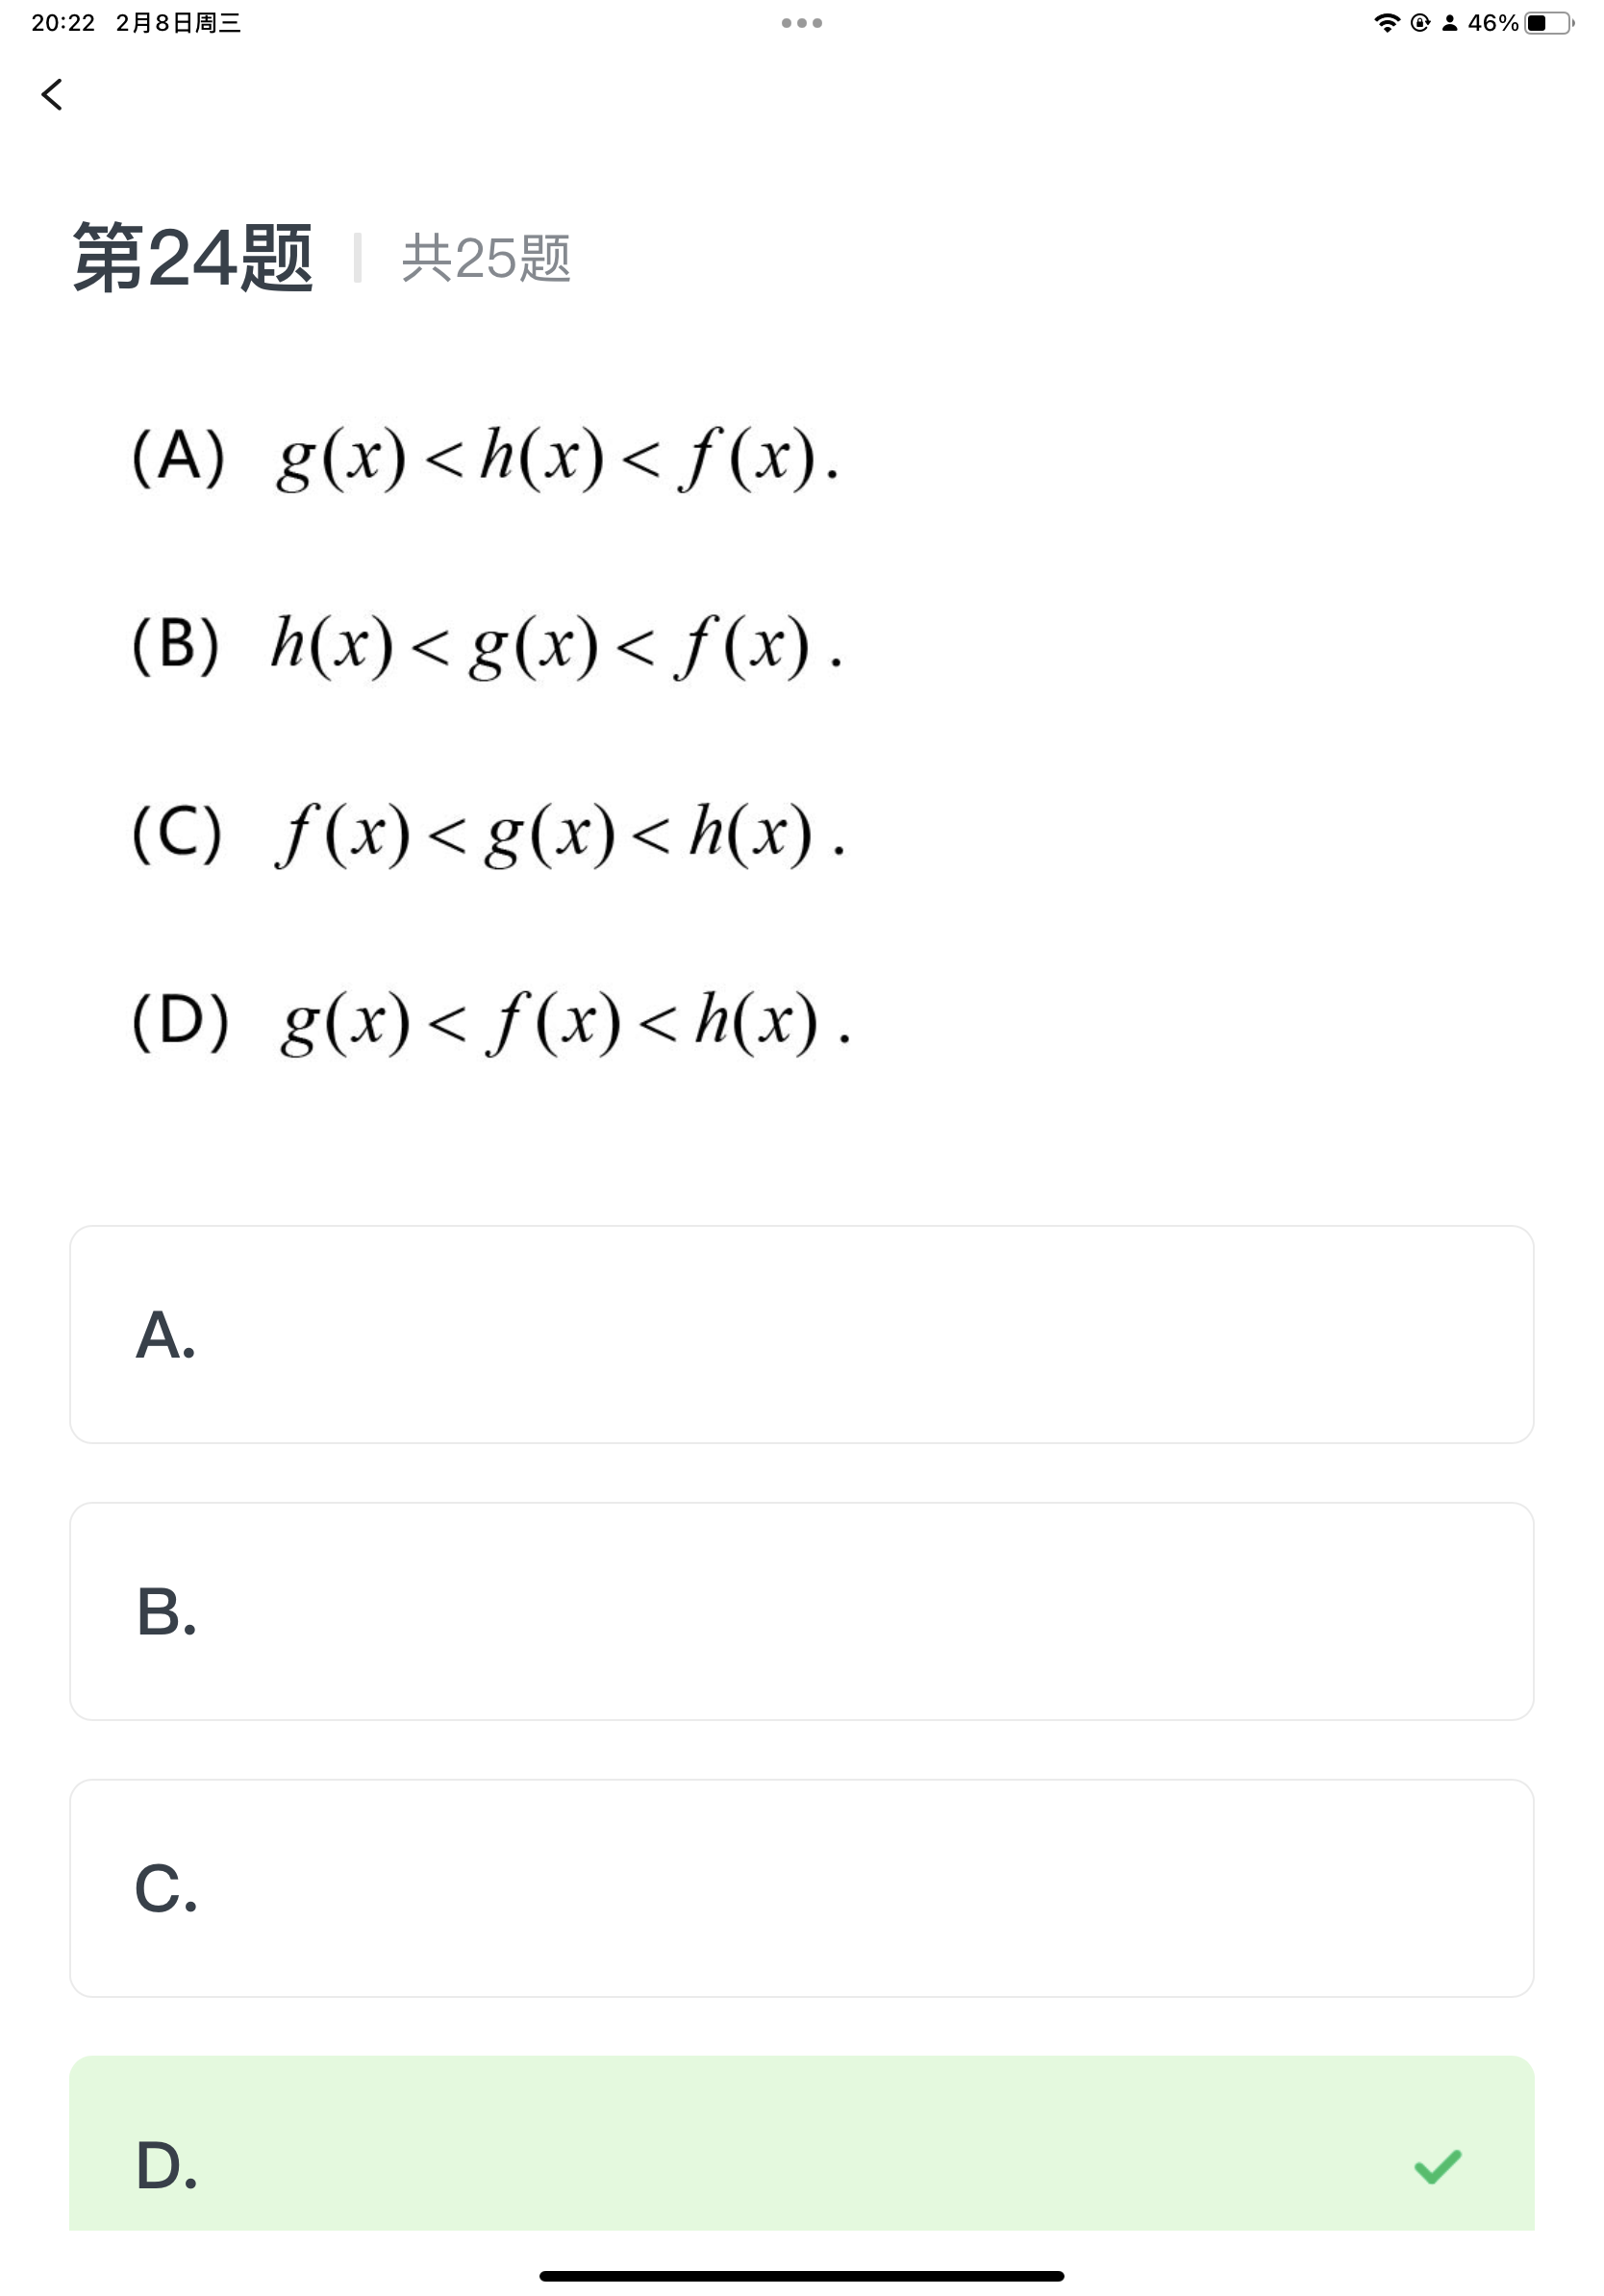 20:22 2月8日周三
46%
第24题 共25题
(A) g(x) < h(x) < f(x).
(B) h(x) < g(x) < f(x).
(C) f(x) < g(x) < h(x).
(D) g(x) < f(x) < h(x).
A.
B.
C.
D.